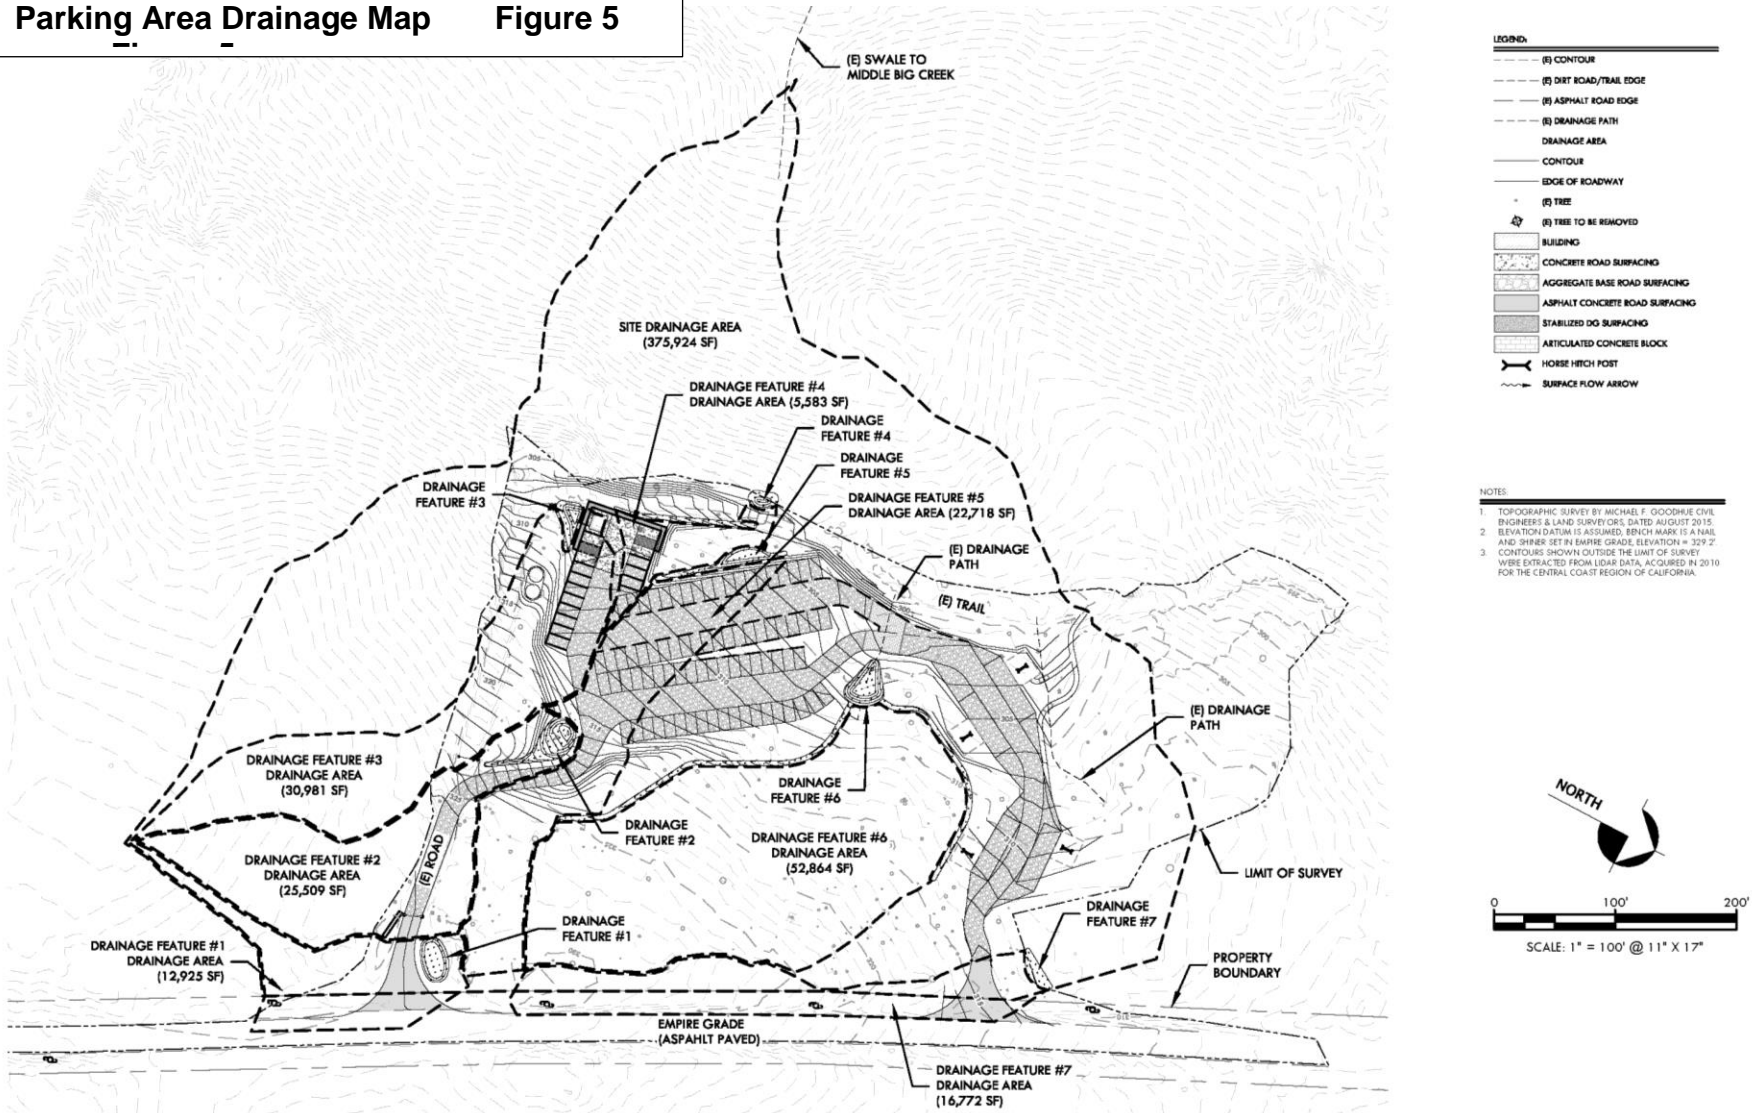 Parking Area Drainage Map Figure 5
(E) SWALE TO
MIDDLE BIG CREEK
SITE DRAINAGE AREA
(375,924 SF)
DRAINAGE FEATURE #4
DRAINAGE AREA (5,583 SF)
DRAINAGE
FEATURE #4
DRAINAGE
FEATURE #5
DRAINAGE FEATURE #5
DRAINAGE AREA (22,718 SF)
DRAINAGE
FEATURE #3
(E) DRAINAGE
PATH
(E) TRAIL
(E) DRAINAGE
PATH
DRAINAGE FEATURE #3
DRAINAGE AREA
(30,981 SF)
DRAINAGE
FEATURE #6
DRAINAGE
FEATURE #2
DRAINAGE FEATURE #6
DRAINAGE AREA
(52,864 SF)
DRAINAGE FEATURE #2
DRAINAGE AREA
(25,509 SF)
(E) ROAD
LIMIT OF SURVEY
DRAINAGE
FEATURE #7
DRAINAGE
FEATURE #1
DRAINAGE FEATURE #1
DRAINAGE AREA
(12,925 SF)
PROPERTY
BOUNDARY
EMPIRE GRADE
(ASPAHLT PAVED)
DRAINAGE FEATURE #7
DRAINAGE AREA
(16,772 SF)
LEGEND:
(E) CONTOUR
(E) DIRT ROAD/TRAIL EDGE
(E) ASPHALT ROAD EDGE
(E) DRAINAGE PATH
DRAINAGE AREA
CONTOUR
EDGE OF ROADWAY
(E) TREE
(E) TREE TO BE REMOVED
BUILDING
CONCRETE ROAD SURFACING
AGGREGATE BASE ROAD SURFACING
ASPHALT CONCRETE ROAD SURFACING
STABILIZED DG SURFACING
ARTICULATED CONCRETE BLOCK
HORSE HITCH POST
SURFACE FLOW ARROW
NOTES:
1. TOPOGRAPHIC SURVEY BY MICHAEL F. GOODHUE CIVIL
ENGINEERS & LAND SURVEYORS, DATED AUGUST 2015.
2. ELEVATION DATUM IS ASSUMED, BENCH MARK IS A NAIL
AND SHINER SET IN EMPIRE GRADE, ELEVATION = 329.2'
3. CONTOURS SHOWN OUTSIDE THE LIMIT OF SURVEY
WERE EXTRACTED FROM LIDAR DATA, ACQUIRED IN 2010
FOR THE CENTRAL COAST REGION OF CALIFORNIA.
NORTH
0 100' 200'
SCALE: 1" = 100' @ 11" X 17"